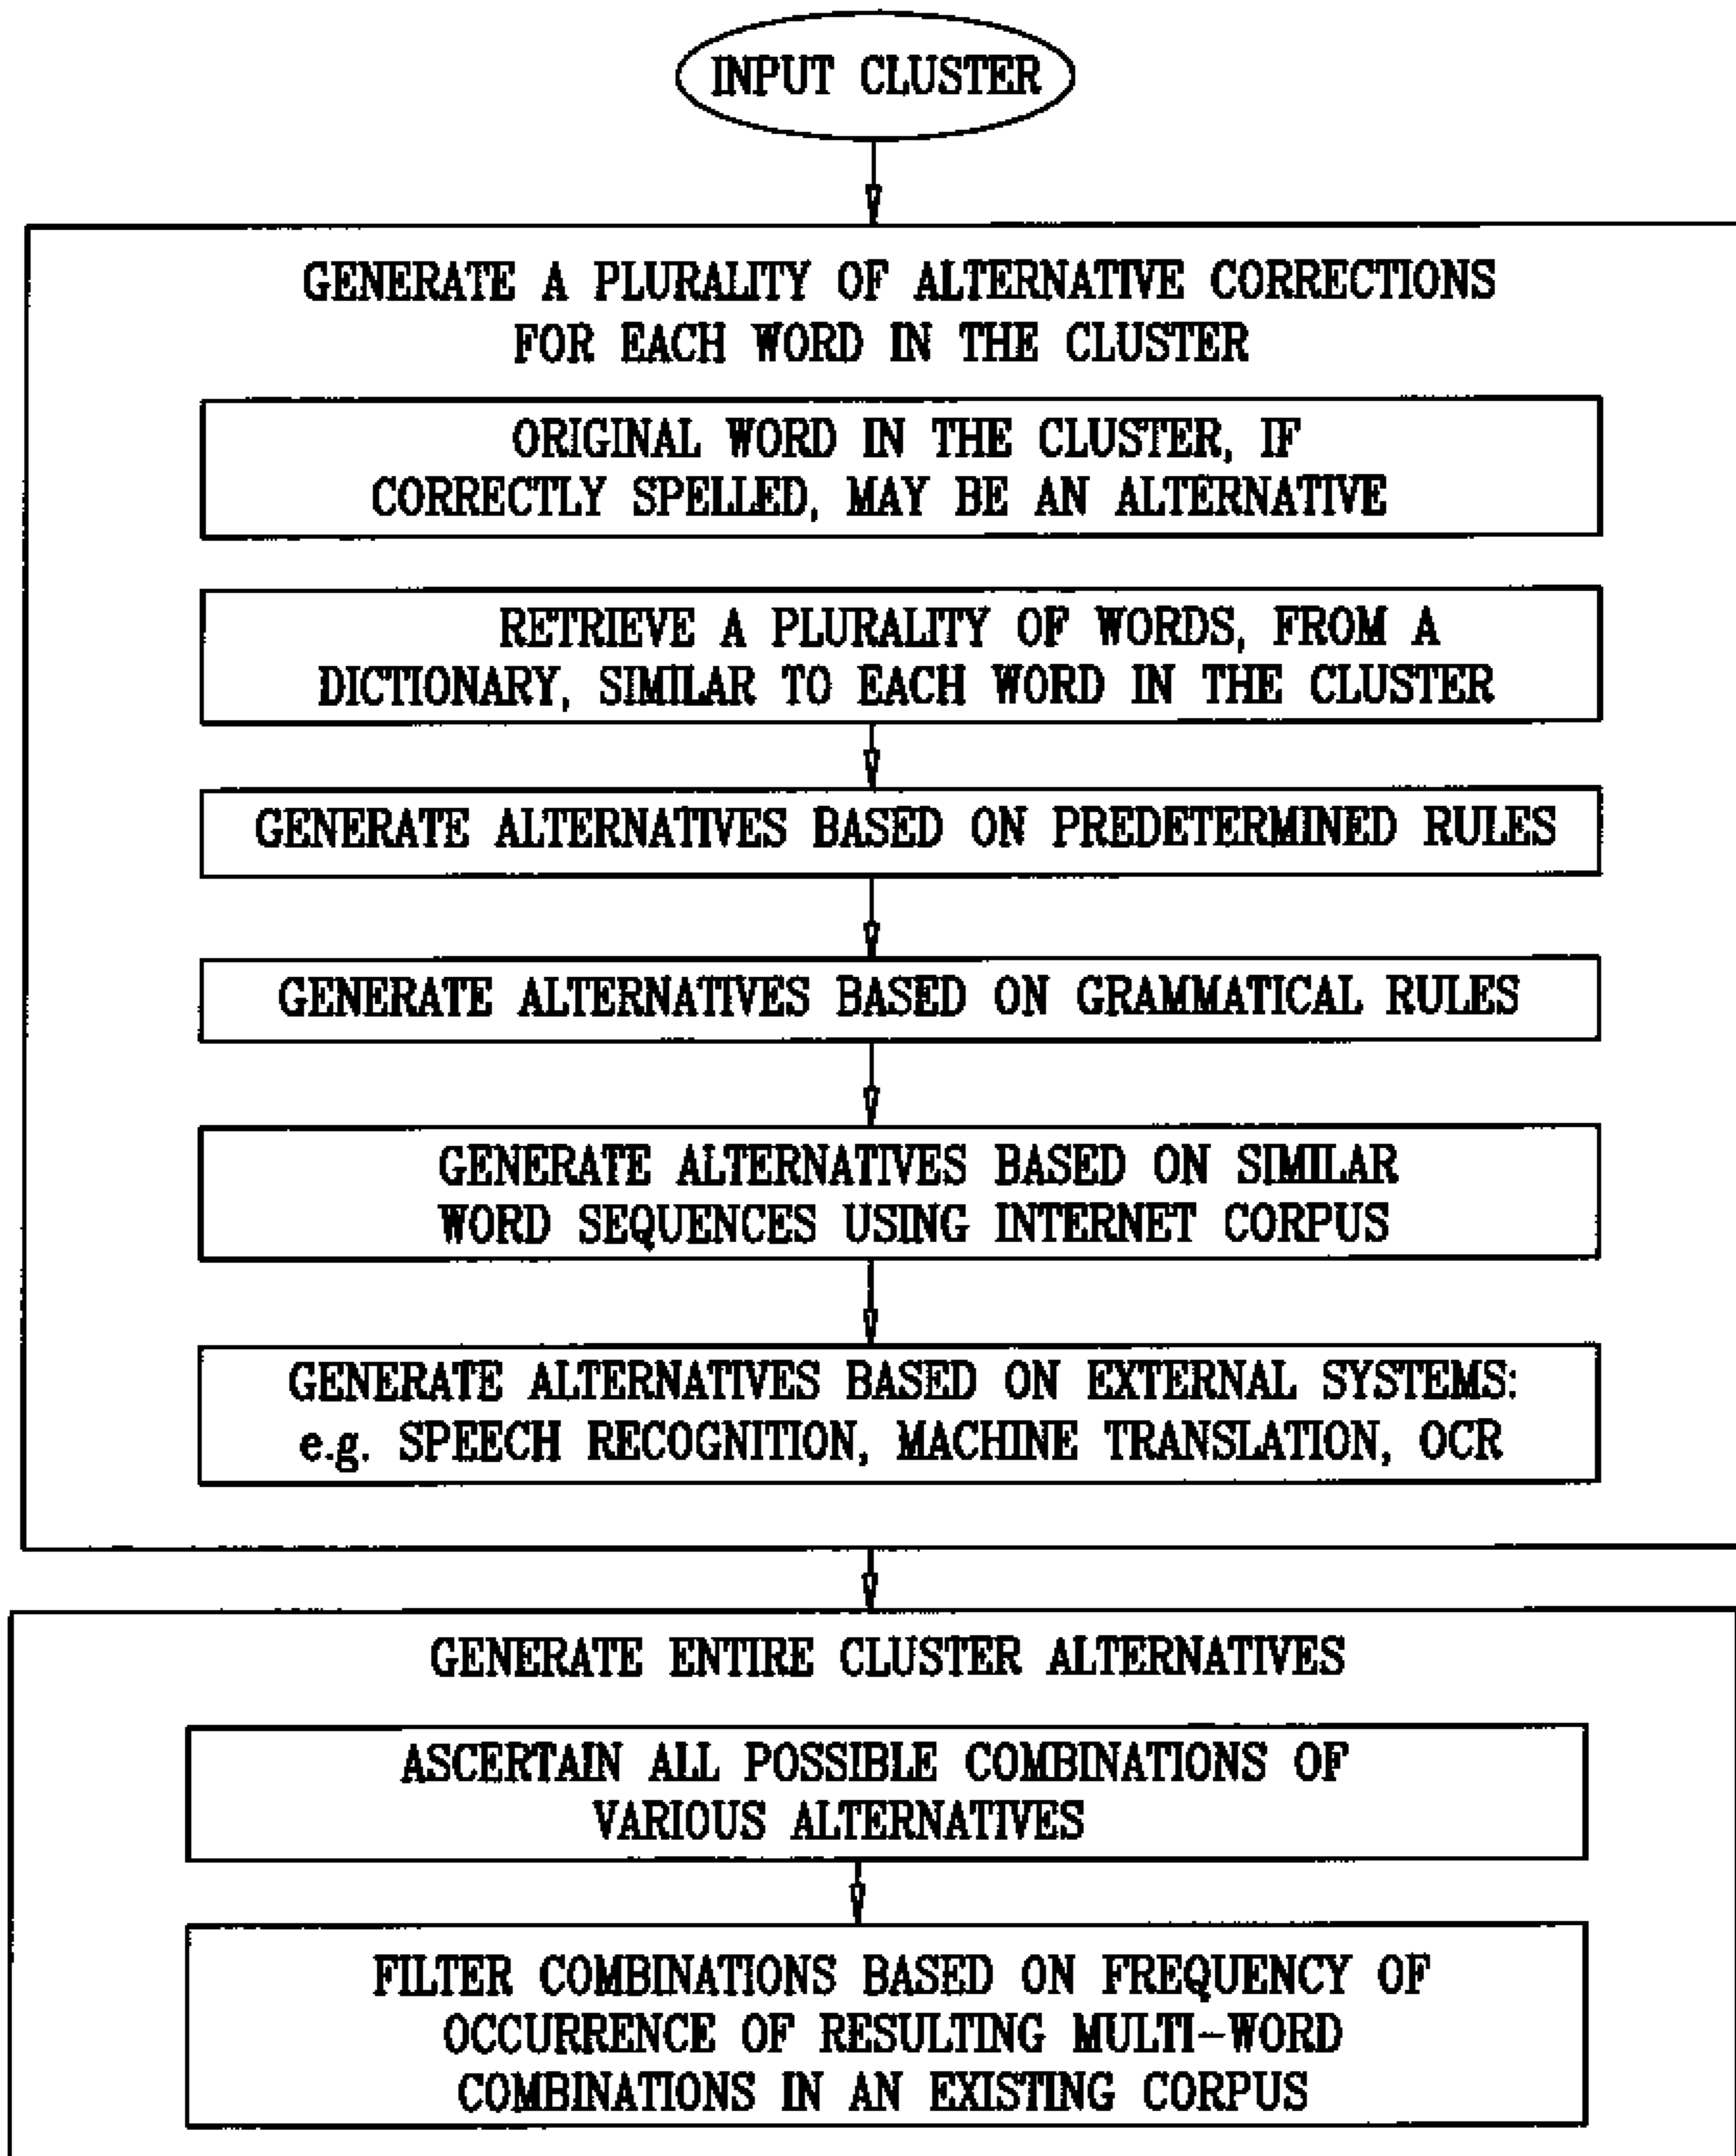 INPUT CLUSTER
GENERATE A PLURALITY OF ALTERNATIVE CORRECTIONS
FOR EACH WORD IN THE CLUSTER
ORIGINAL WORD IN THE CLUSTER, IF
CORRECTLY SPELLED, MAY BE AN ALTERNATIVE
RETRIEVE A PLURALITY OF WORDS, FROM A
DICTIONARY, SIMILAR TO EACH WORD IN THE CLUSTER
GENERATE ALTERNATIVES BASED ON PREDETERMINED RULES
GENERATE ALTERNATIVES BASED ON GRAMMATICAL RULES
GENERATE ALTERNATIVES BASED ON SIMILAR
WORD SEQUENCES USING INTERNET CORPUS
GENERATE ALTERNATIVES BASED ON EXTERNAL SYSTEMS:
e.g. SPEECH RECOGNITION, MACHINE TRANSLATION, OCR
GENERATE ENTIRE CLUSTER ALTERNATIVES
ASCERTAIN ALL POSSIBLE COMBINATIONS OF
VARIOUS ALTERNATIVES
FILTER COMBINATIONS BASED ON FREQUENCY OF
OCCURRENCE OF RESULTING MULTI-WORD
COMBINATIONS IN AN EXISTING CORPUS